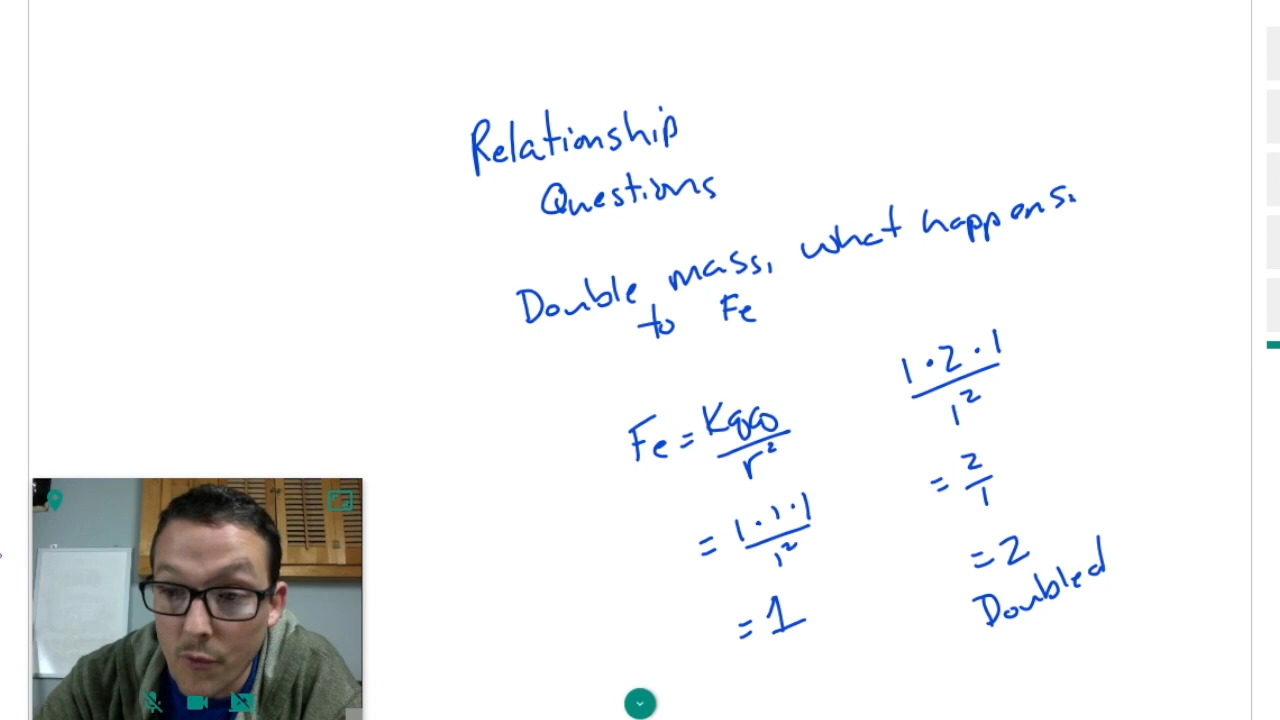 Relationship
Questions
Double mass, what happens.
to Fe
Fe = Kqq / r²
= 1·1·1 / 1²
= 1
1·2·1 / 1²
= 2/1
= 2
Doubled